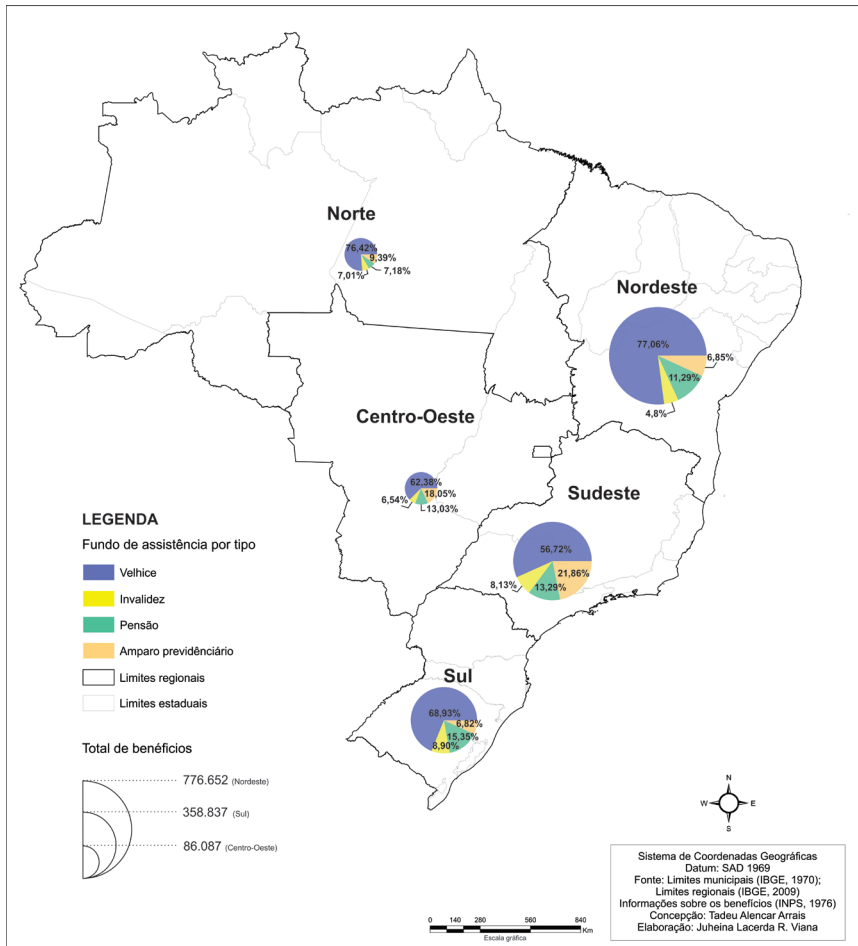 Norte
76,42%
9,39%
7,01%
7,18%
Nordeste
77,06%
6,85%
11,29%
4,8%
Centro-Oeste
62,38%
6,54%
18,05%
13,03%
Sudeste
56,72%
21,86%
8,13%
13,29%
Sul
68,93%
6,82%
15,35%
8,90%
LEGENDA
Fundo de assistência por tipo
Velhice
Invalidez
Pensão
Amparo previdênciário
Limites regionais
Limites estaduais
Total de benefícios
776.652 (Nordeste)
358.837 (Sul)
86.087 (Centro-Oeste)
N
W E
S
0 140 280 560 840
Km
Escala gráfica
Sistema de Coordenadas Geográficas
Datum: SAD 1969
Fonte: Limites municipais (IBGE, 1970);
Limites regionais (IBGE, 2009)
Informações sobre os benefícios (INPS, 1976)
Concepção: Tadeu Alencar Arrais
Elaboração: Juheina Lacerda R. Viana